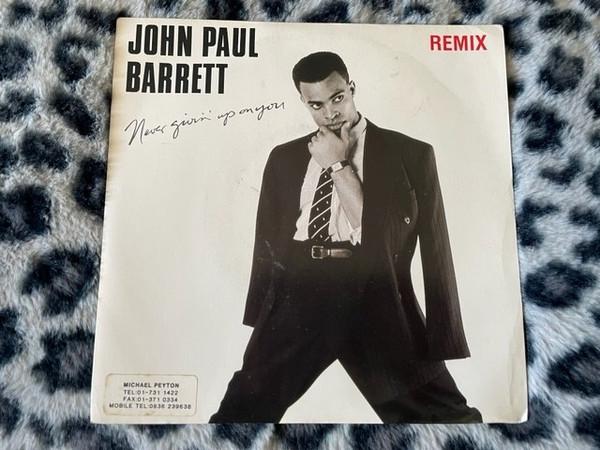 JOHN PAUL
BARRETT
REMIX
Never givin' up on you
MICHAEL PEYTON
TEL:01-731 1422
FAX:01-371 0334
MOBILE TEL:0836 239638